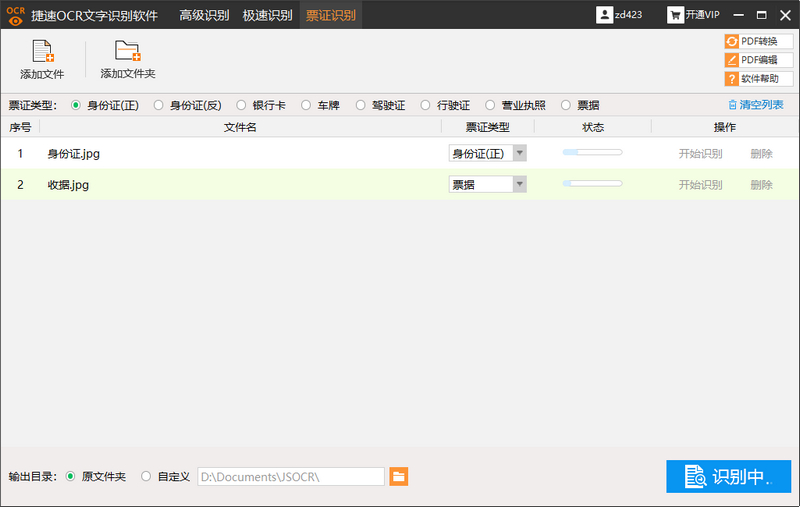 OCR 捷速OCR文字识别软件 高级识别 极速识别 票证识别 zd423 开通VIP
添加文件 添加文件夹
PDF转换
PDF编辑
? 软件帮助
票证类型： 身份证(正) 身份证(反) 银行卡 车牌 驾驶证 行驶证 营业执照 票据 清空列表
序号 文件名 票证类型 状态 操作
1 身份证.jpg 身份证(正) 开始识别 删除
2 收据.jpg 票据 开始识别 删除
输出目录： 原文件夹 自定义 D:\Documents\JSOCR\ 识别中..